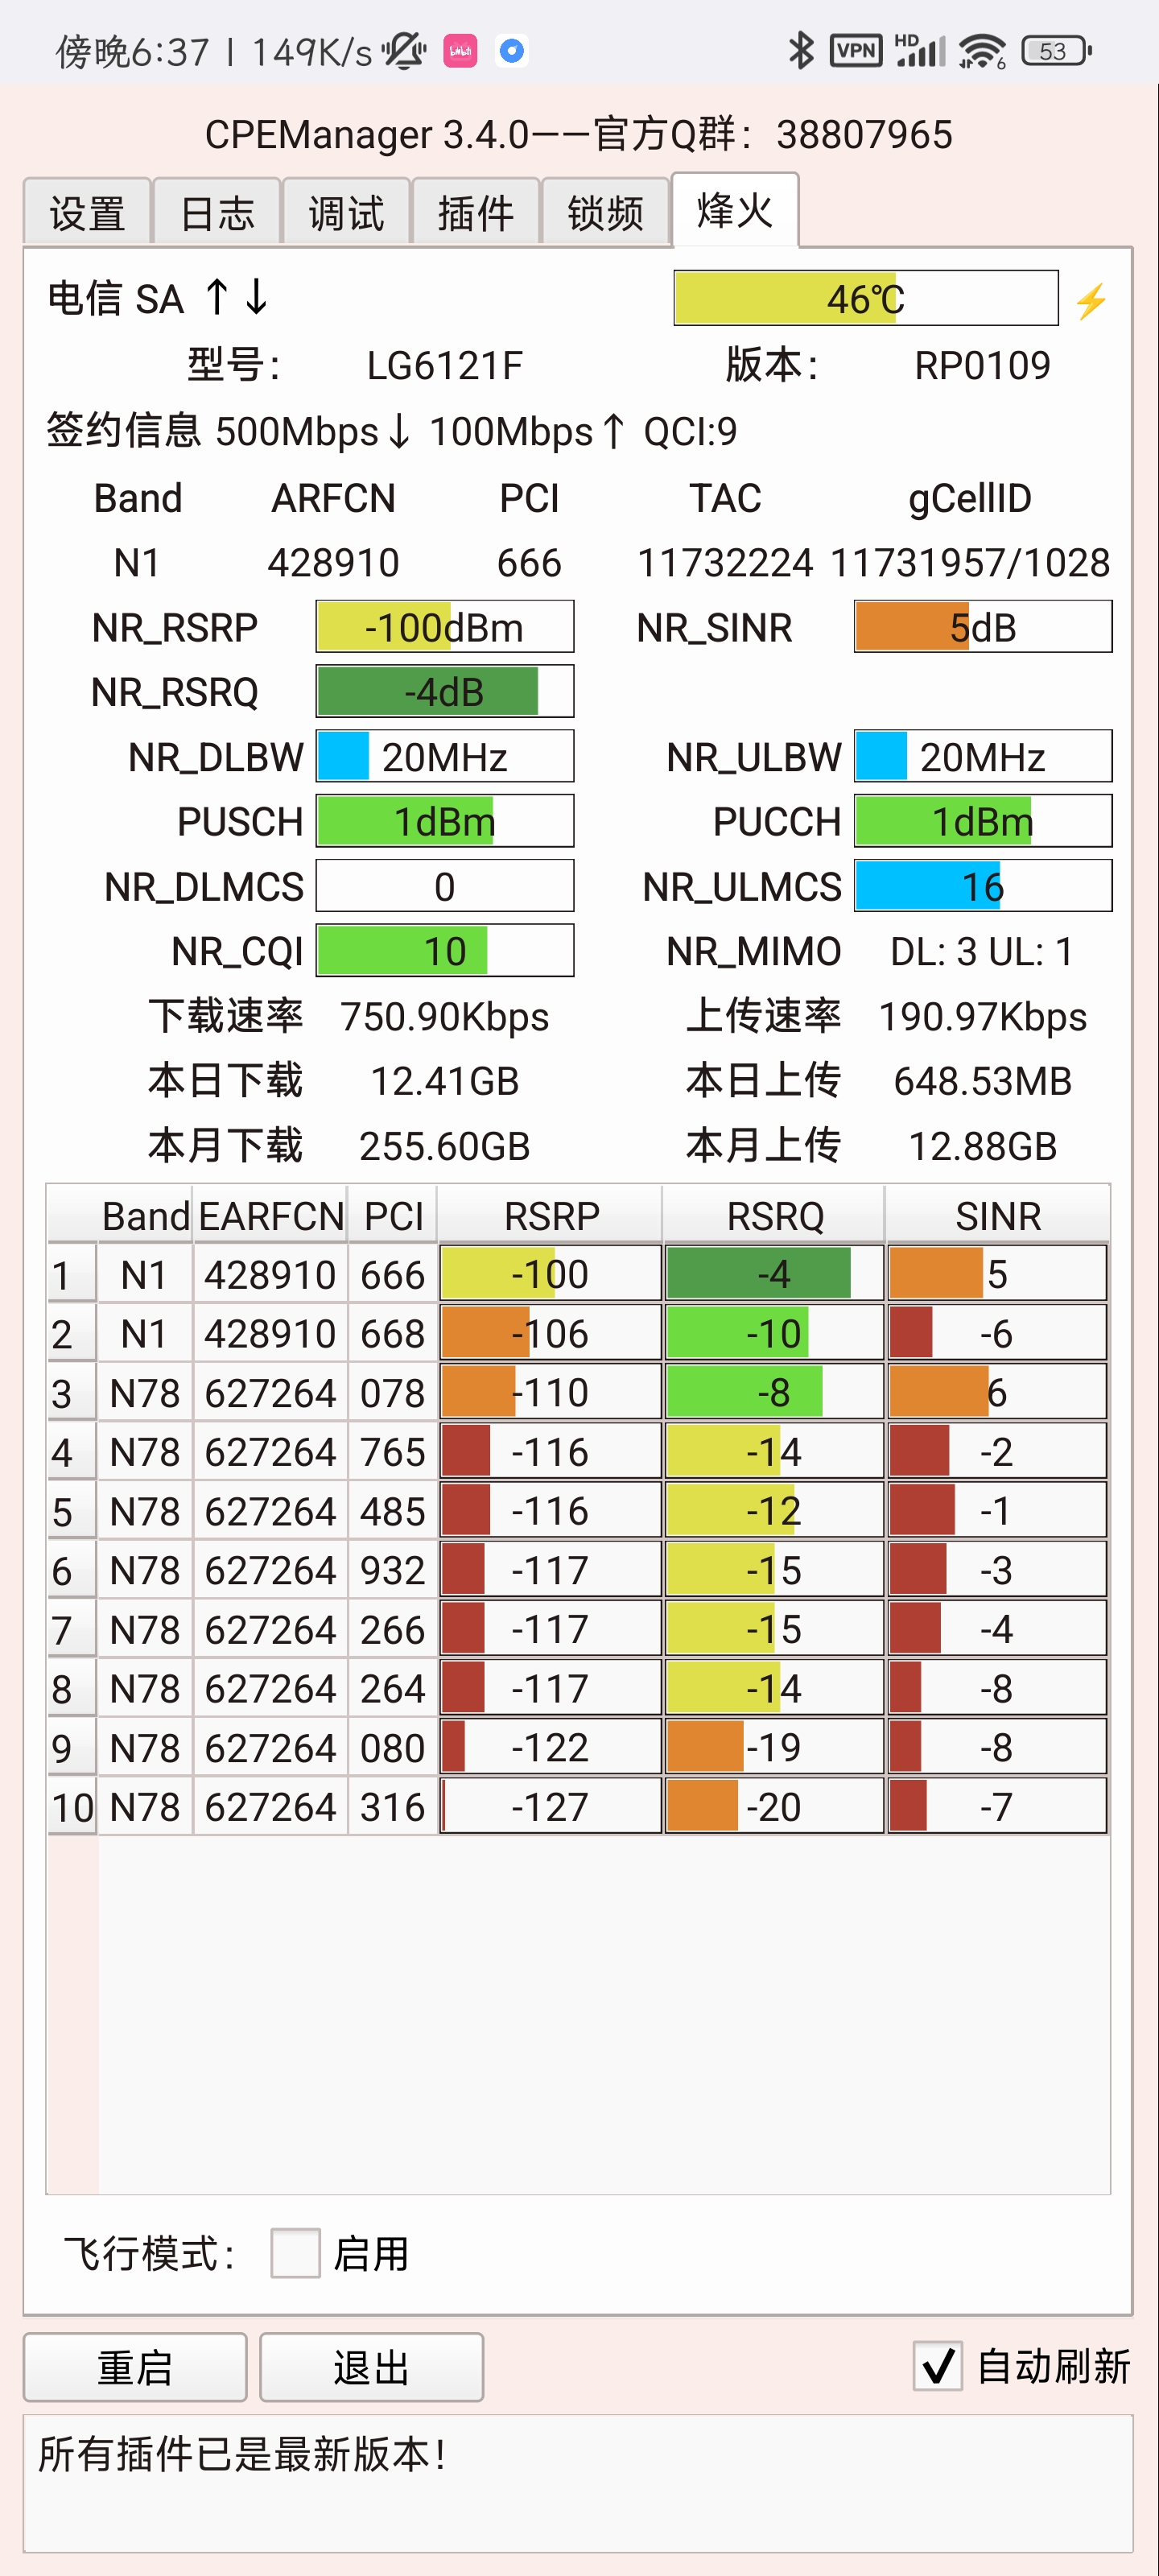 傍晚6:37 | 149K/s bilibili VPN HD 6 53
CPEManager 3.4.0——官方Q群：38807965
设置 日志 调试 插件 锁频 烽火
电信 SA ↑↓ 46℃ ⚡
型号： LG6121F 版本： RP0109
签约信息 500Mbps↓ 100Mbps↑ QCI:9
Band ARFCN PCI TAC gCellID
N1 428910 666 11732224 11731957/1028
NR_RSRP -100dBm NR_SINR 5dB
NR_RSRQ -4dB
NR_DLBW 20MHz NR_ULBW 20MHz
PUSCH 1dBm PUCCH 1dBm
NR_DLMCS 0 NR_ULMCS 16
NR_CQI 10 NR_MIMO DL: 3 UL: 1
下载速率 750.90Kbps 上传速率 190.97Kbps
本日下载 12.41GB 本日上传 648.53MB
本月下载 255.60GB 本月上传 12.88GB
Band EARFCN PCI RSRP RSRQ SINR
1 N1 428910 666 -100 -4 5
2 N1 428910 668 -106 -10 -6
3 N78 627264 078 -110 -8 6
4 N78 627264 765 -116 -14 -2
5 N78 627264 485 -116 -12 -1
6 N78 627264 932 -117 -15 -3
7 N78 627264 266 -117 -15 -4
8 N78 627264 264 -117 -14 -8
9 N78 627264 080 -122 -19 -8
10 N78 627264 316 -127 -20 -7
飞行模式： 启用
重启 退出 自动刷新
所有插件已是最新版本！